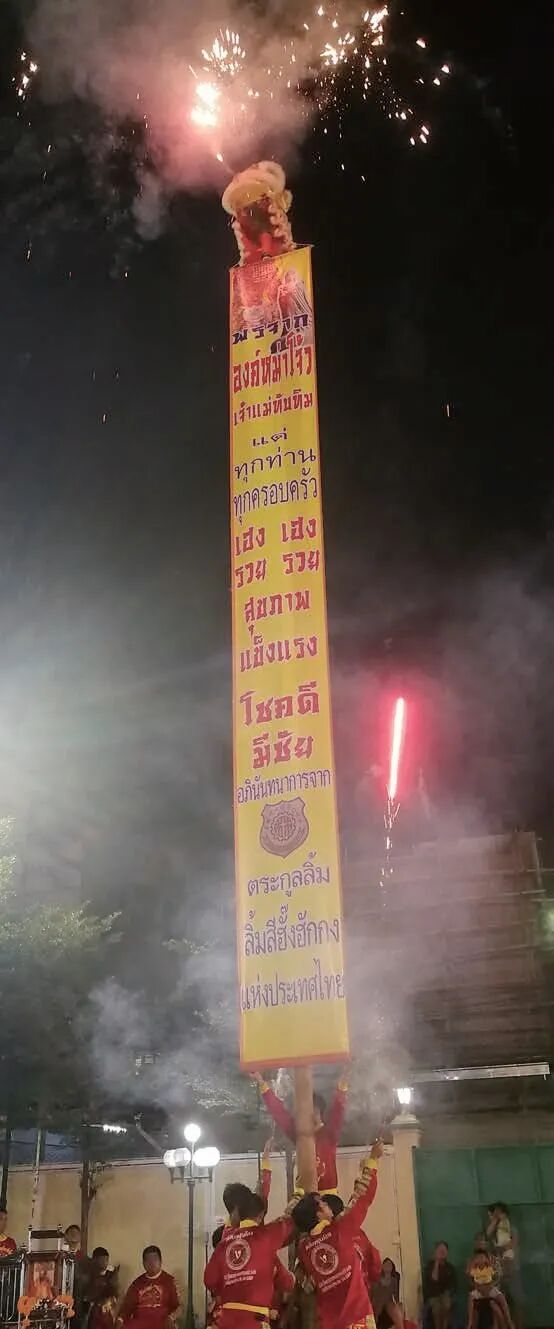 พรจาก
องค์หมาโจ้ว
เจ้าแม่ทับทิม
แด่
ทุกท่าน
ทุกครอบครัว
เฮง เฮง
รวย รวย
สุขภาพ
แข็งแรง
โชคดี
มีชัย
อภินันทนาการจาก
ตระกูลลิ้ม
ลิ้มสีฮั้งฮักกง
แห่งประเทศไทย